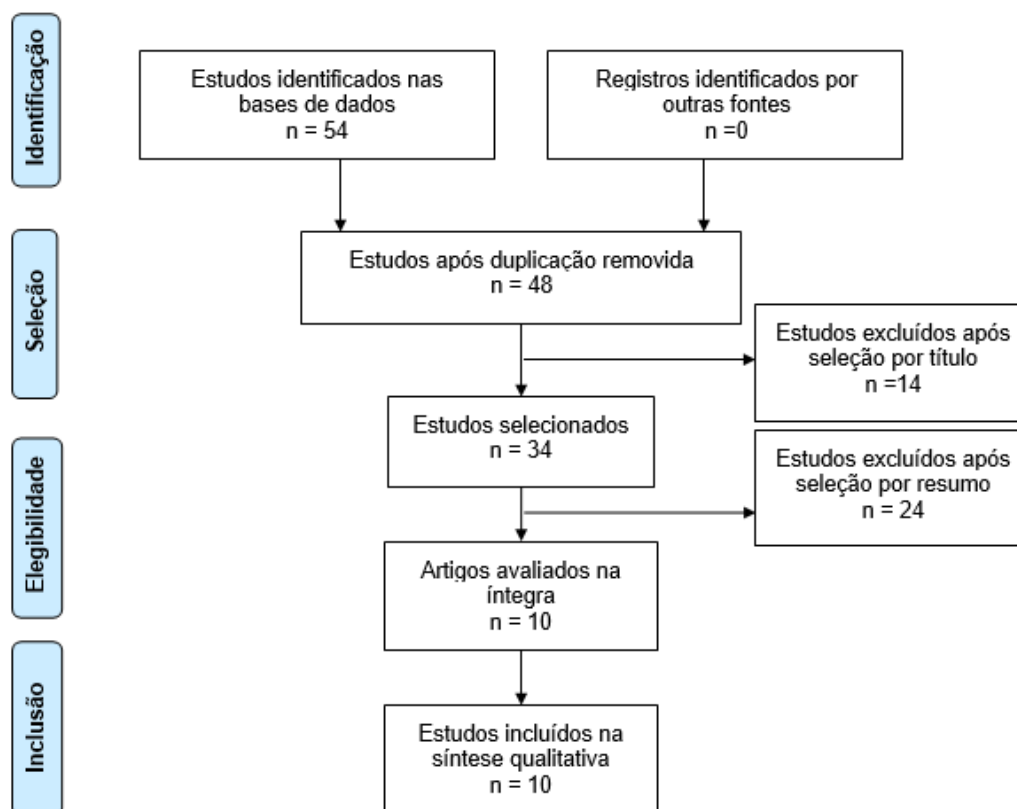 Identificação
Estudos identificados nas
bases de dados
n = 54
Registros identificados por
outras fontes
n =0
Seleção
Estudos após duplicação removida
n = 48
Estudos excluídos após
seleção por título
n =14
Estudos selecionados
n = 34
Elegibilidade
Estudos excluídos após
seleção por resumo
n = 24
Artigos avaliados na
íntegra
n = 10
Inclusão
Estudos incluídos na
síntese qualitativa
n = 10